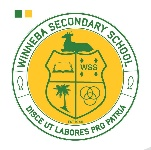 WINNEBA SECONDARY SCHOOL
WSS
DISCE UT LABORES PRO PATRIA